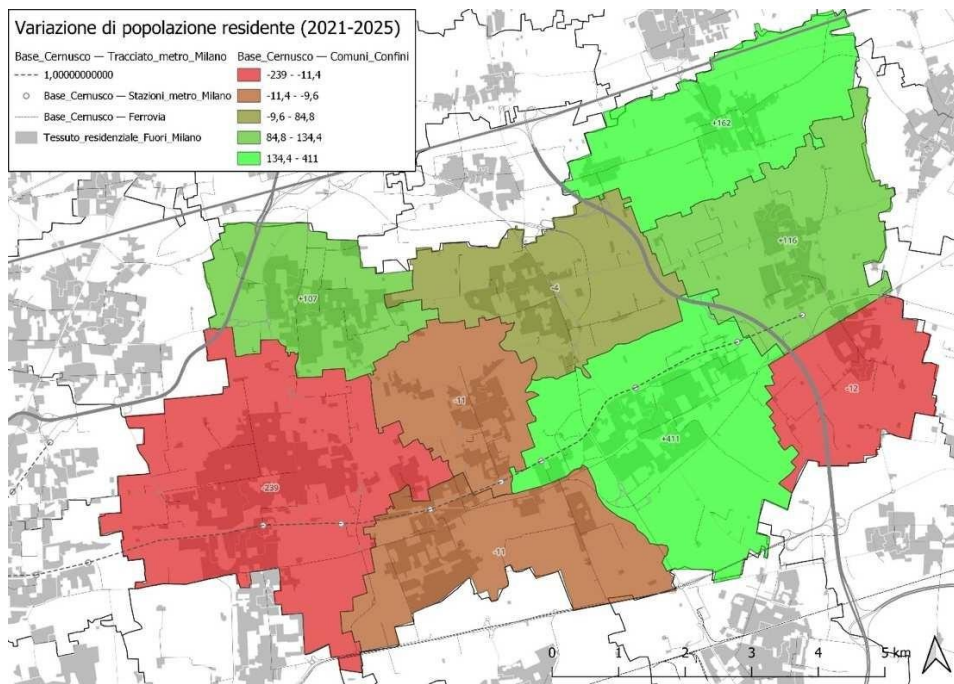 Variazione di popolazione residente (2021-2025)
Base_Cernusco — Tracciato_metro_Milano
1,00000000000
Base_Cernusco — Stazioni_metro_Milano
Base_Cernusco — Ferrovia
Tessuto_residenziale_Fuori_Milano
Base_Cernusco — Comuni_Confini
-239 - -11,4
-11,4 - -9,6
-9,6 - 84,8
84,8 - 134,4
134,4 - 411
+162
+116
+107
-4
-12
-11
+411
-239
-11
0 1 2 3 4 5 km